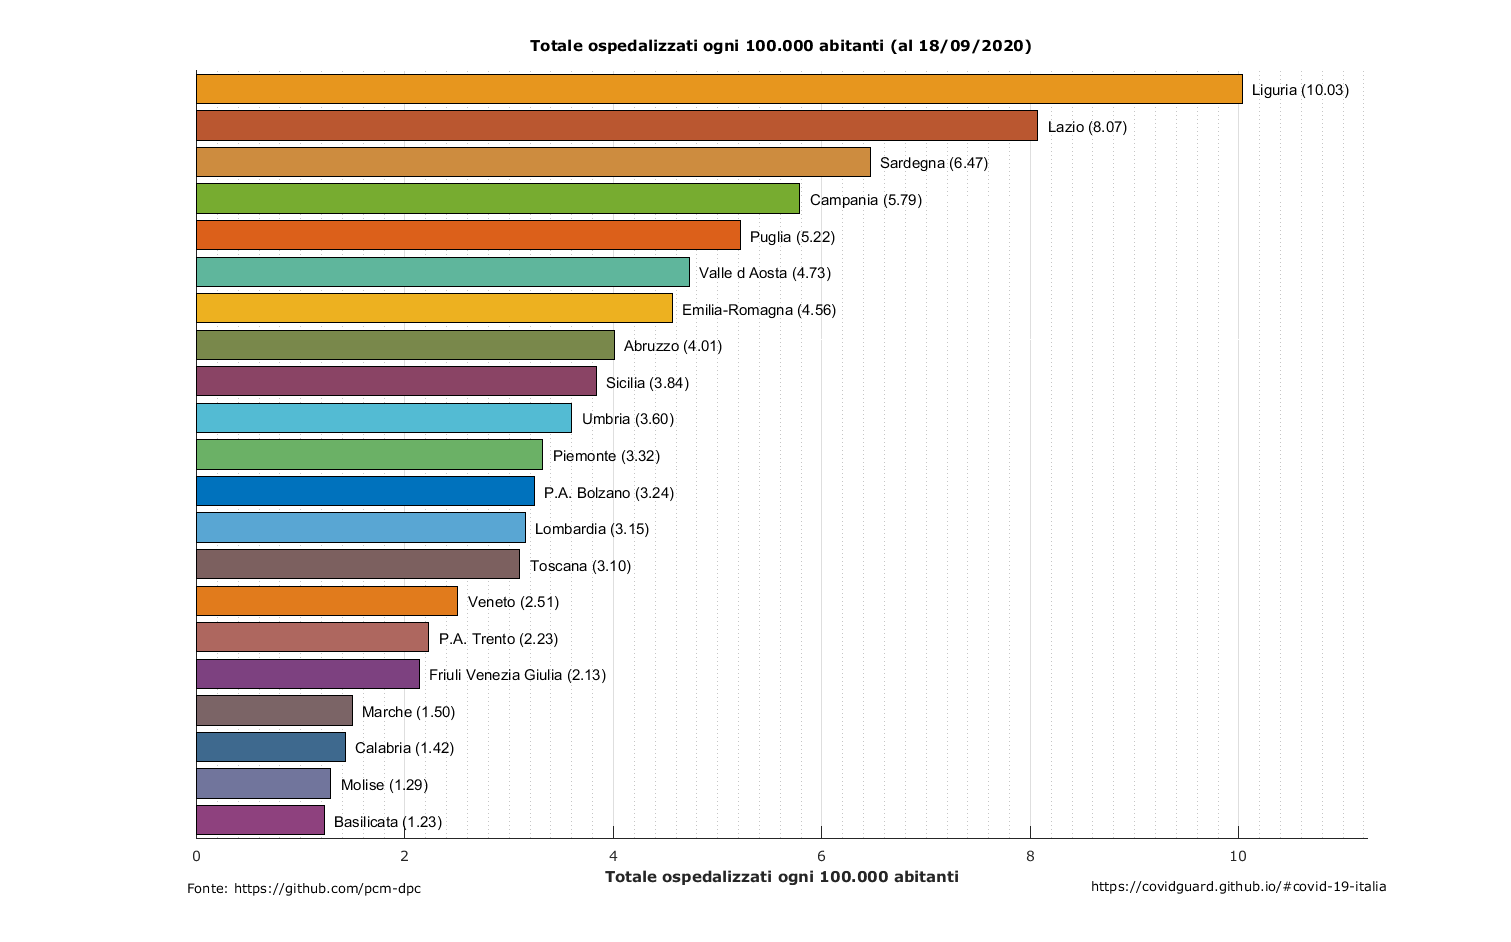 Totale ospedalizzati ogni 100.000 abitanti (al 18/09/2020)
Liguria (10.03)
Lazio (8.07)
Sardegna (6.47)
Campania (5.79)
Puglia (5.22)
Valle d Aosta (4.73)
Emilia-Romagna (4.56)
Abruzzo (4.01)
Sicilia (3.84)
Umbria (3.60)
Piemonte (3.32)
P.A. Bolzano (3.24)
Lombardia (3.15)
Toscana (3.10)
Veneto (2.51)
P.A. Trento (2.23)
Friuli Venezia Giulia (2.13)
Marche (1.50)
Calabria (1.42)
Molise (1.29)
Basilicata (1.23)
0 2 4 6 8 10
Totale ospedalizzati ogni 100.000 abitanti
Fonte: https://github.com/pcm-dpc
https://covidguard.github.io/#covid-19-italia